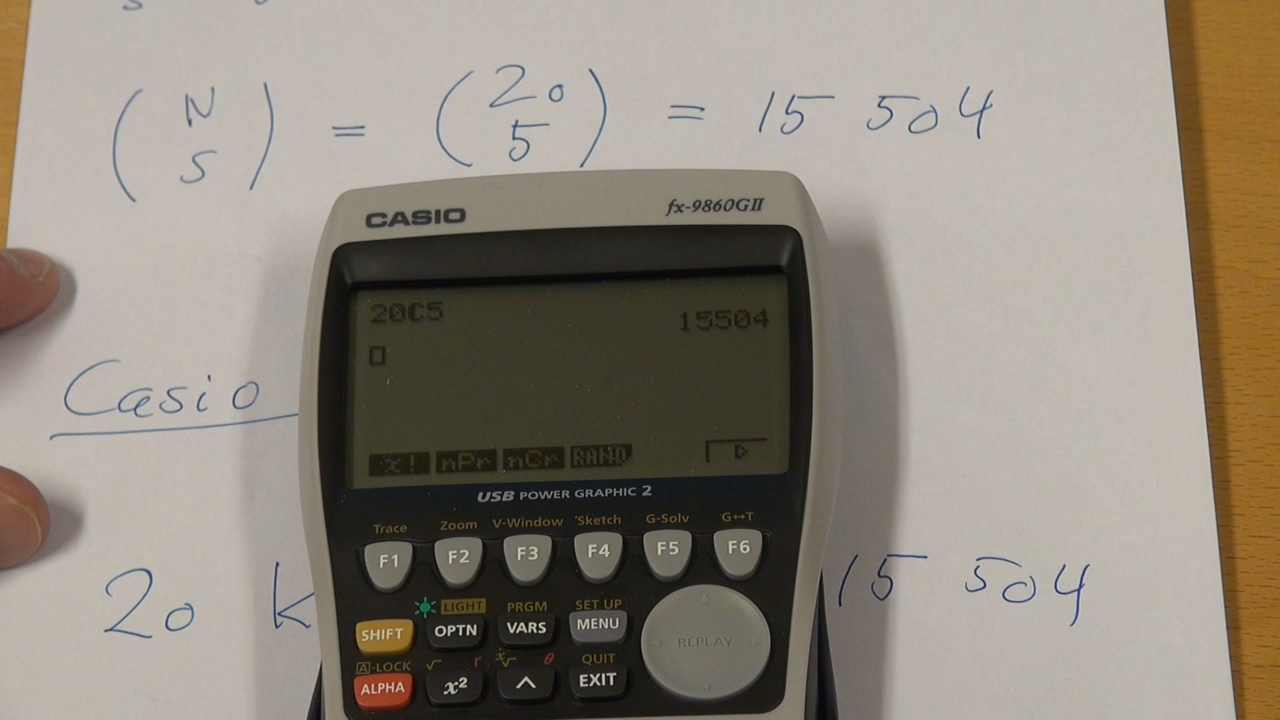 ( N s ) = ( 20 5 ) = 15 504
CASIO fx-9860GII
20C5 15504
x! nPr nCr RAND
USB POWER GRAPHIC 2
Casio
Trace Zoom V-Window Sketch G-Solv G↔T
F1 F2 F3 F4 F5 F6
20 k 15 504
LIGHT PRGM SET UP
SHIFT OPTN VARS MENU REPLAY
A-LOCK √ r ˣ√ θ QUIT
ALPHA x² ^ EXIT